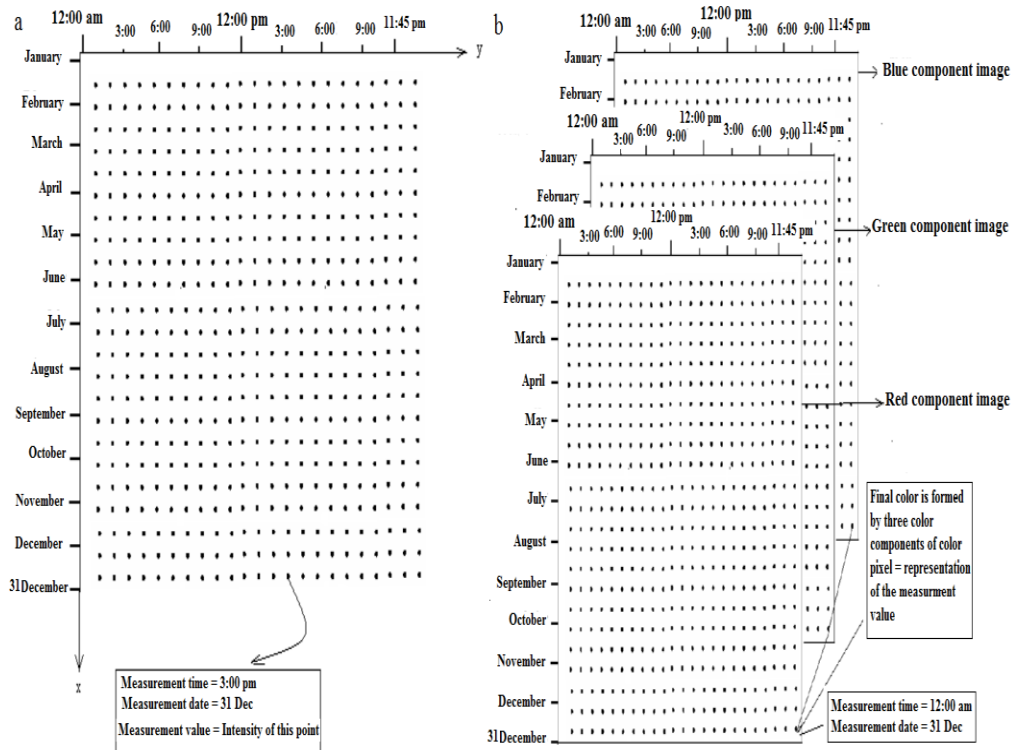 a
12:00 am 3:00 6:00 9:00 12:00 pm 3:00 6:00 9:00 11:45 pm
y
January
February
March
April
May
June
July
August
September
October
November
December
31December
x
Measurement time = 3:00 pm
Measurement date = 31 Dec
Measurement value = Intensity of this point
b
12:00 am 3:00 6:00 9:00 12:00 pm 3:00 6:00 9:00 11:45 pm
January
February
Blue component image
12:00 am 3:00 6:00 9:00 12:00 pm 3:00 6:00 9:00 11:45 pm
January
February
Green component image
12:00 am 3:00 6:00 9:00 12:00 pm 3:00 6:00 9:00 11:45 pm
January
February
March
April
May
June
July
August
September
October
November
December
31December
Red component image
Final color is formed
by three color
components of color
pixel = representation
of the measurment
value
Measurement time = 12:00 am
Measurement date = 31 Dec